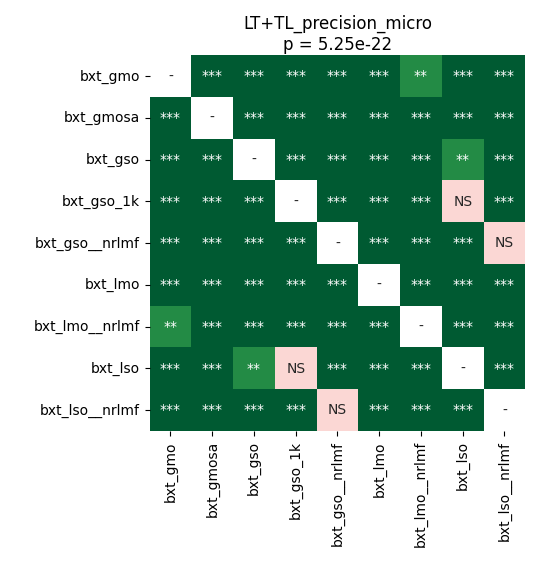 LT+TL_precision_micro
p = 5.25e-22
bxt_gmo - *** *** *** *** *** ** *** ***
bxt_gmosa *** - *** *** *** *** *** *** ***
bxt_gso *** *** - *** *** *** *** ** ***
bxt_gso_1k *** *** *** - *** *** *** NS ***
bxt_gso__nrlmf *** *** *** *** - *** *** *** NS
bxt_lmo *** *** *** *** *** - *** *** ***
bxt_lmo__nrlmf ** *** *** *** *** *** - *** ***
bxt_lso *** *** ** NS *** *** *** - ***
bxt_lso__nrlmf *** *** *** *** NS *** *** *** -
bxt_gmo
bxt_gmosa
bxt_gso
bxt_gso_1k
bxt_gso__nrlmf
bxt_lmo
bxt_lmo__nrlmf
bxt_lso
bxt_lso__nrlmf